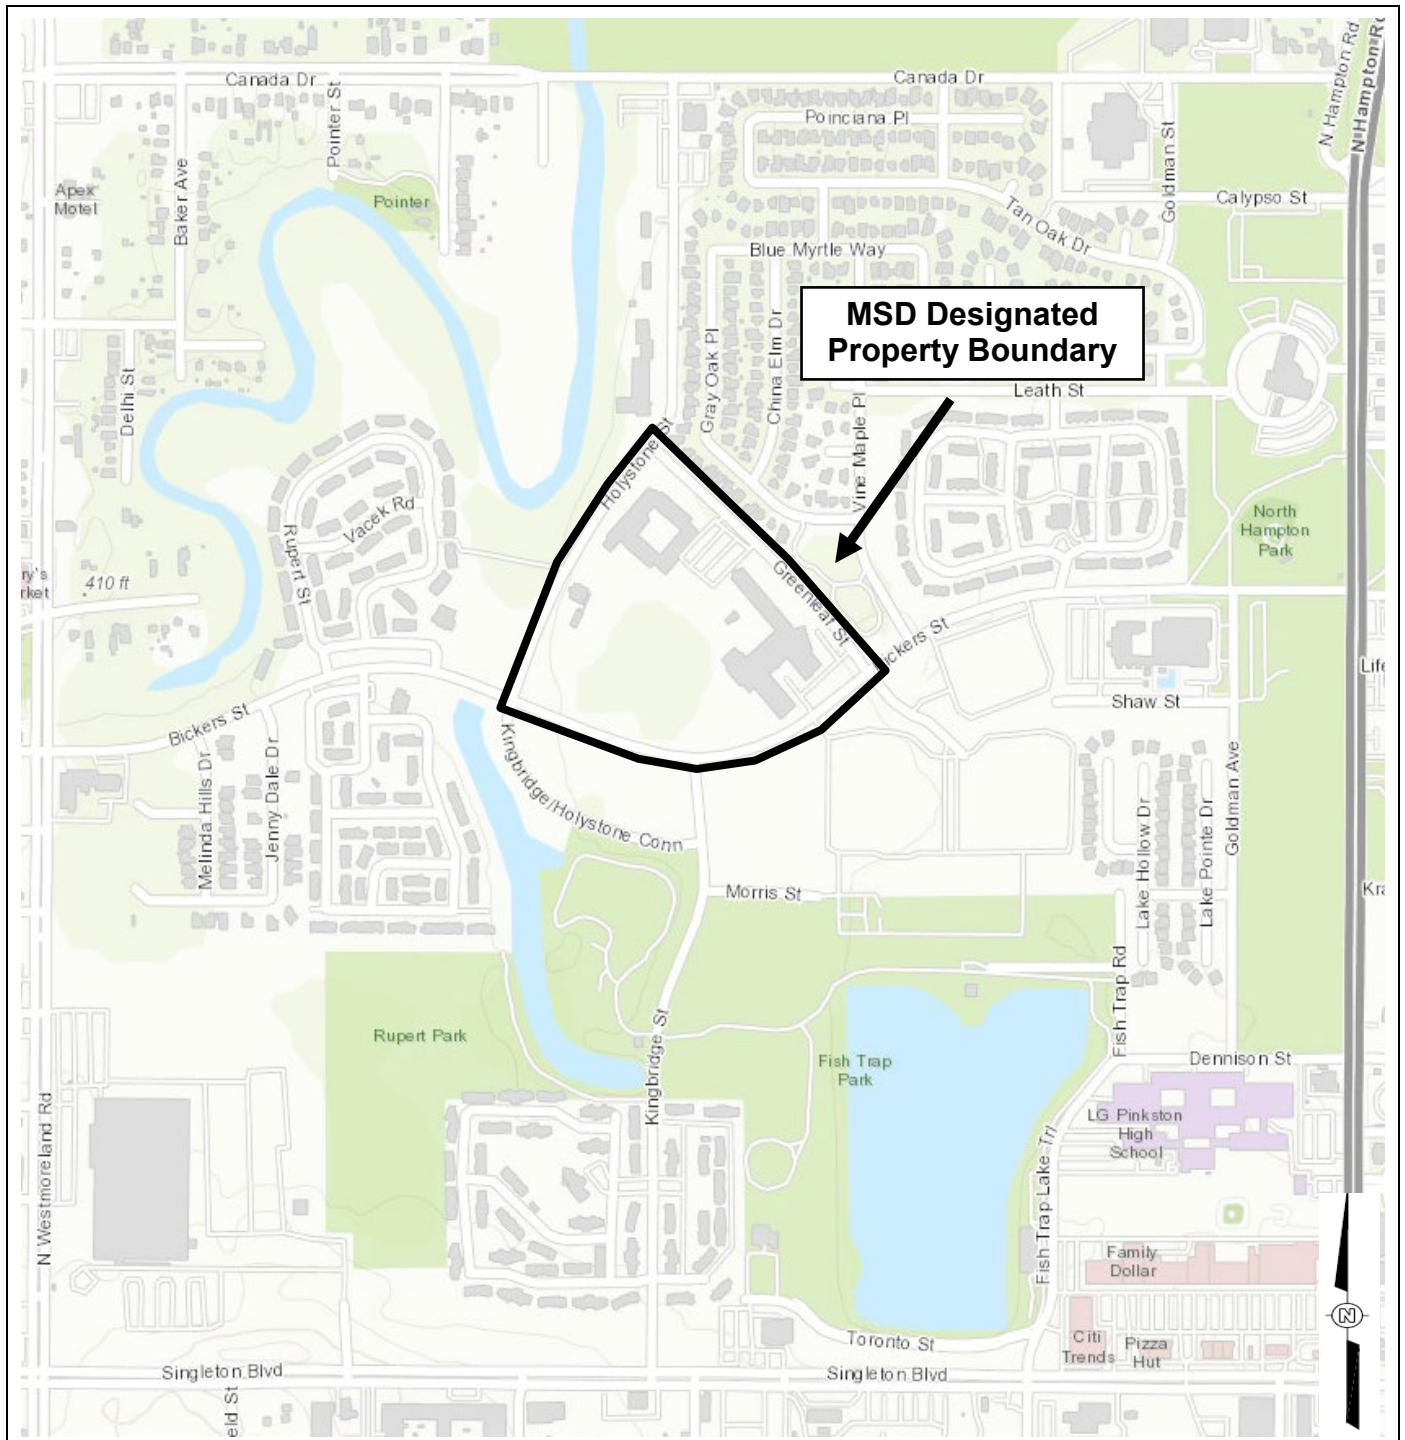 Canada Dr
Canada Dr
N Hampton Rd
N Hampton Rd
Pointer St
Poinciana Pl
Goldman St
Baker Ave
Apex
Motel
Pointer
Calypso St
Tan Oak Dr
Blue Myrtle Way
MSD Designated
Property Boundary
Gray Oak Pl
China Elm Dr
Leath St
Delhi St
Vine Maple Pl
Holystone St
Vacek Rd
Rupert St
North
Hampton
Park
ry's
rket
410 ft
Greenleaf St
Bickers St
Life
Shaw St
Bickers St
Kingbridge/Holystone Conn
Melinda Hills Dr
Jenny Dale Dr
Goldman Ave
Lake Hollow Dr
Lake Pointe Dr
Morris St
Kra
Fish Trap Rd
Rupert Park
Kingbridge St
Fish Trap
Park
Dennison St
LG Pinkston
High
School
N Westmoreland Rd
Fish Trap Lake Trl
Family
Dollar
N
Toronto St
Citi
Trends
Pizza
Hut
Singleton Blvd
Singleton Blvd
eld St